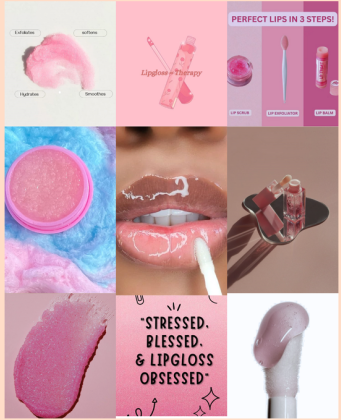 Exfoliates
softens
Hydrates
Smoothes
Lipgloss = Therapy
PERFECT LIPS IN 3 STEPS!
LIP SCRUB
LIP EXFOLIATOR
LIP BALM
"STRESSED,
BLESSED,
& LIPGLOSS
OBSESSED"